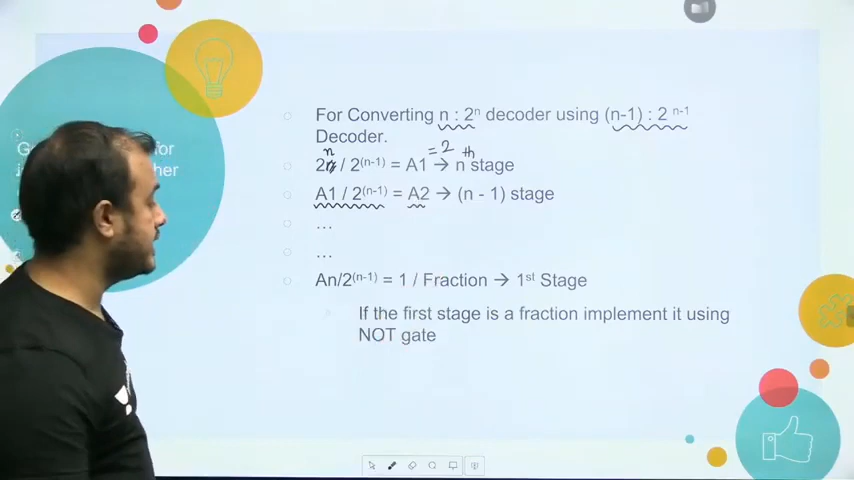 For Converting n : 2ⁿ decoder using (n-1) : 2 ⁿ⁻¹
Decoder.
= 2 th
n
2n / 2⁽ⁿ⁻¹⁾ = A1 → n stage
A1 / 2⁽ⁿ⁻¹⁾ = A2 → (n - 1) stage
...
...
An/2⁽ⁿ⁻¹⁾ = 1 / Fraction → 1ˢᵗ Stage
If the first stage is a fraction implement it using
NOT gate